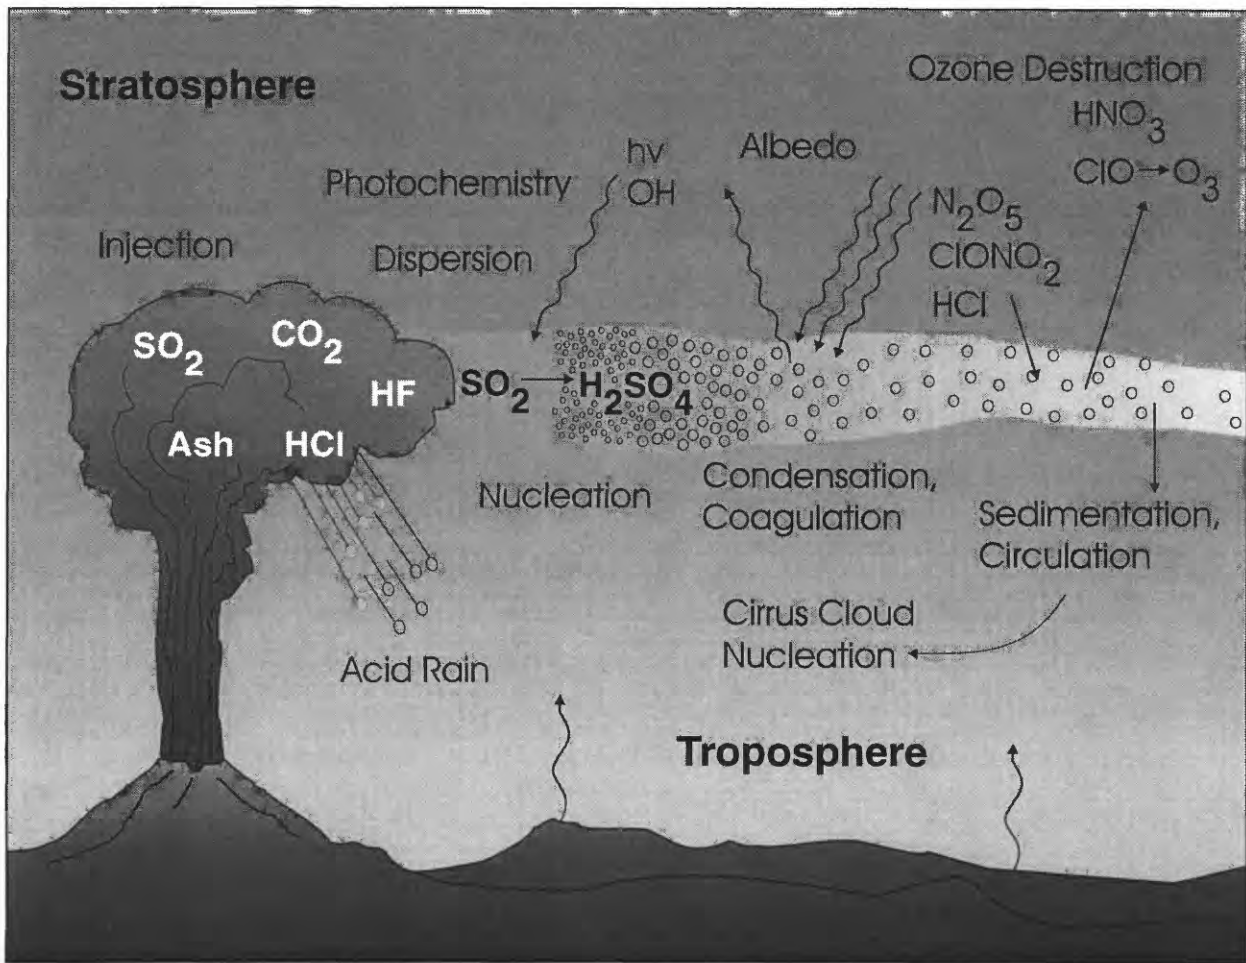 Stratosphere
Ozone Destruction
HNO3
ClO→O3
hν
OH
Albedo
Photochemistry
N2O5
ClONO2
HCl
Injection
Dispersion
SO2
CO2
HF
Ash
HCl
SO2 → H2SO4
Nucleation
Condensation,
Coagulation
Sedimentation,
Circulation
Cirrus Cloud
Nucleation
Acid Rain
Troposphere